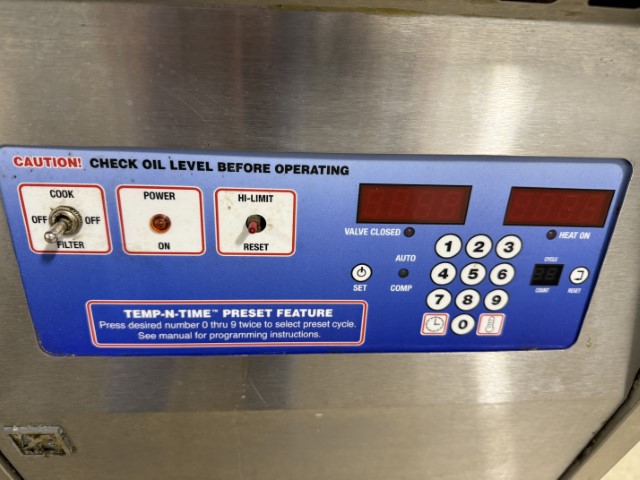 CAUTION! CHECK OIL LEVEL BEFORE OPERATING
COOK
OFF OFF
FILTER
POWER
ON
HI-LIMIT
RESET
VALVE CLOSED
HEAT ON
AUTO
COMP
SET
1 2 3
4 5 6
7 8 9
0
CYCLE
COUNT
RESET
TEMP-N-TIME™ PRESET FEATURE
Press desired number 0 thru 9 twice to select preset cycle.
See manual for programming instructions.